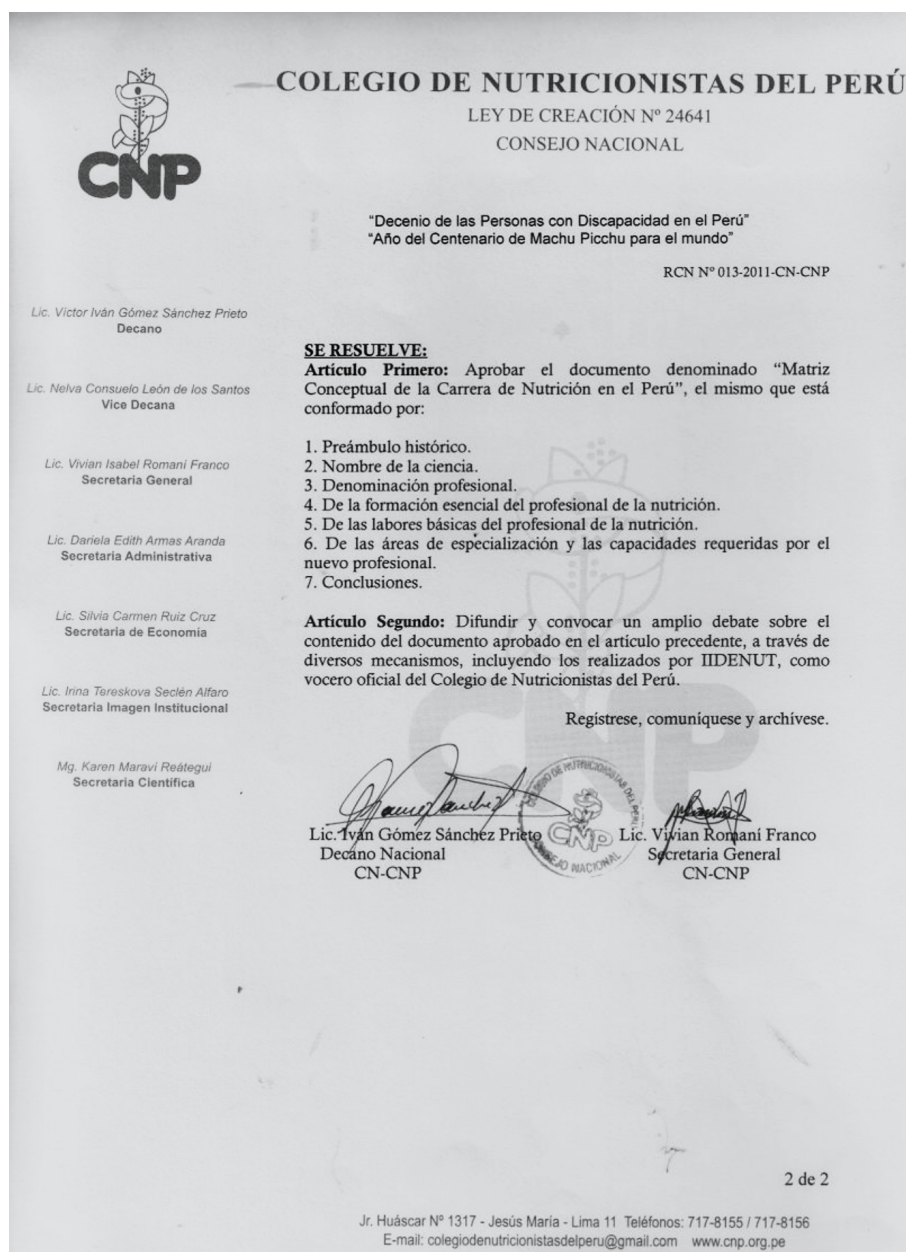 COLEGIO DE NUTRICIONISTAS DEL PERÚ
LEY DE CREACIÓN Nº 24641
CONSEJO NACIONAL
CNP
"Decenio de las Personas con Discapacidad en el Perú"
"Año del Centenario de Machu Picchu para el mundo"
RCN Nº 013-2011-CN-CNP
Lic. Víctor Iván Gómez Sánchez Prieto
Decano
Lic. Nelva Consuelo León de los Santos
Vice Decana
Lic. Vivian Isabel Romaní Franco
Secretaria General
Lic. Dariela Edith Armas Aranda
Secretaria Administrativa
Lic. Silvia Carmen Ruiz Cruz
Secretaria de Economía
Lic. Irina Tereskova Seclén Alfaro
Secretaria Imagen Institucional
Mg. Karen Maraví Reátegui
Secretaria Científica
SE RESUELVE:
Artículo Primero: Aprobar el documento denominado "Matriz
Conceptual de la Carrera de Nutrición en el Perú", el mismo que está
conformado por:
1. Preámbulo histórico.
2. Nombre de la ciencia.
3. Denominación profesional.
4. De la formación esencial del profesional de la nutrición.
5. De las labores básicas del profesional de la nutrición.
6. De las áreas de especialización y las capacidades requeridas por el
nuevo profesional.
7. Conclusiones.
Artículo Segundo: Difundir y convocar un amplio debate sobre el
contenido del documento aprobado en el artículo precedente, a través de
diversos mecanismos, incluyendo los realizados por IIDENUT, como
vocero oficial del Colegio de Nutricionistas del Perú.
Regístrese, comuníquese y archívese.
COLEGIO DE NUTRICIONISTAS DEL PERÚ
CNP
CONSEJO NACIONAL
Lic. Iván Gómez Sánchez Prieto
Decano Nacional
CN-CNP
Lic. Vivian Romaní Franco
Secretaria General
CN-CNP
2 de 2
Jr. Huáscar Nº 1317 - Jesús María - Lima 11 Teléfonos: 717-8155 / 717-8156
E-mail: colegiodenutricionistasdelperu@gmail.com www.cnp.org.pe